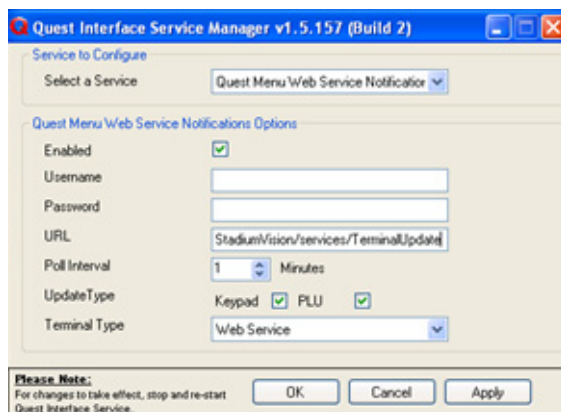 Quest Interface Service Manager v1.5.157 (Build 2)
Service to Configure
Select a Service Quest Menu Web Service Notification
Quest Menu Web Service Notifications Options
Enabled
Username
Password
URL StadiumVision/services/TerminalUpdate
Poll Interval 1 Minutes
UpdateType Keypad PLU
Terminal Type Web Service
Please Note:
For changes to take effect, stop and re-start
Quest Interface Service.
OK Cancel Apply